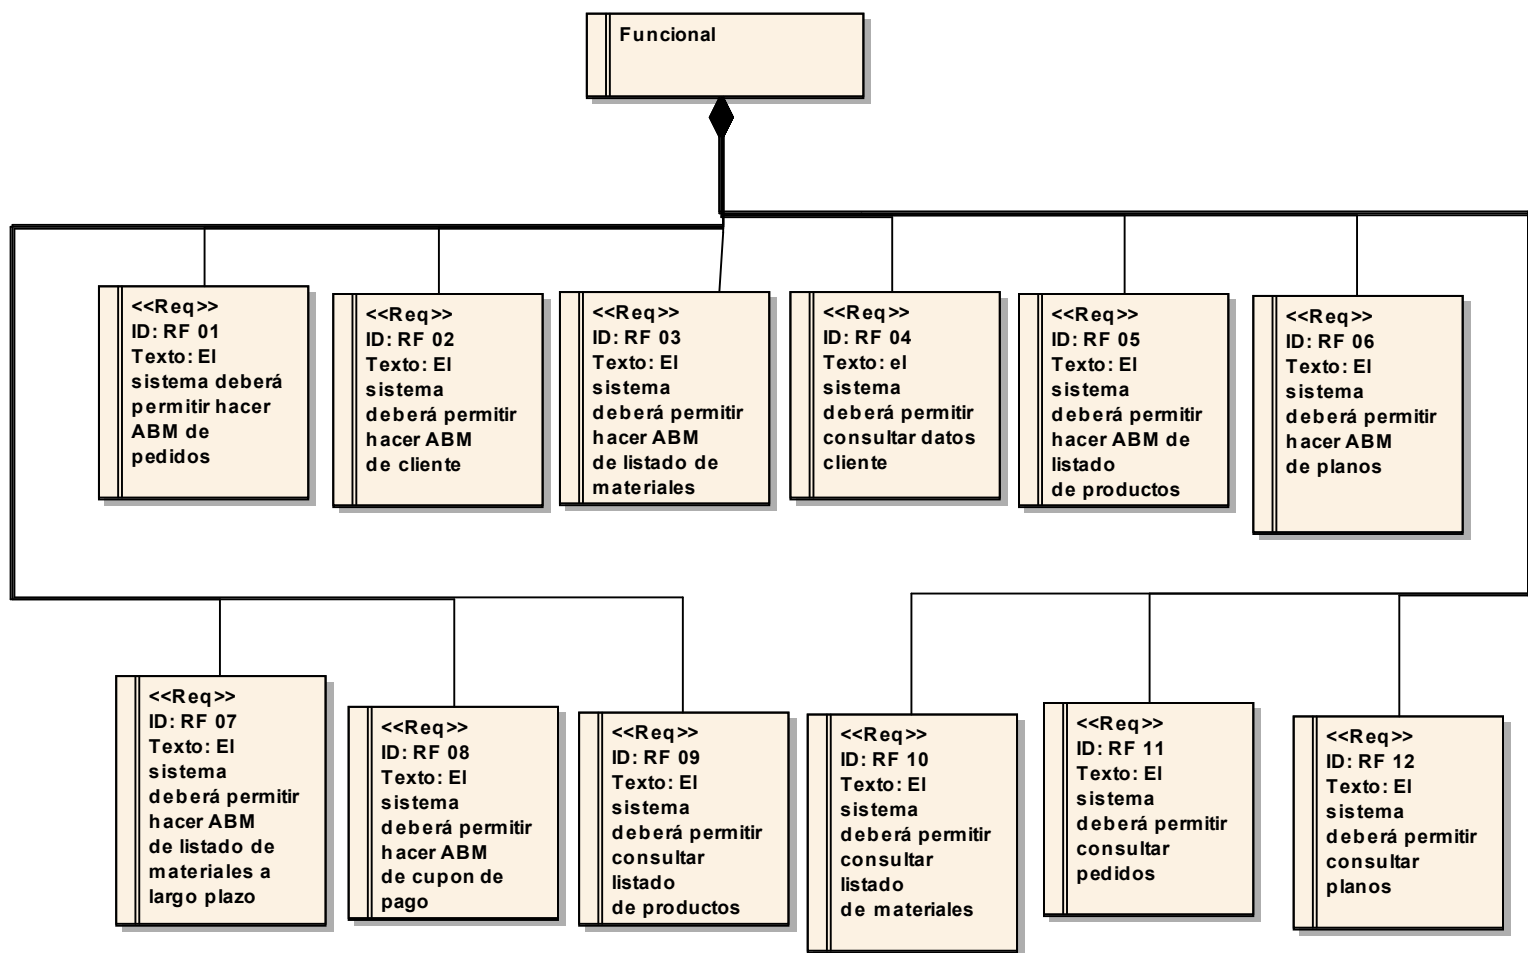 Funcional
<<Req>>
ID: RF 01
Texto: El
sistema deberá
permitir hacer
ABM de
pedidos
<<Req>>
ID: RF 02
Texto: El
sistema
deberá permitir
hacer ABM
de cliente
<<Req>>
ID: RF 03
Texto: El
sistema
deberá permitir
hacer ABM
de listado de
materiales
<<Req>>
ID: RF 04
Texto: el
sistema
deberá permitir
consultar datos
cliente
<<Req>>
ID: RF 05
Texto: El
sistema
deberá permitir
hacer ABM de
listado
de productos
<<Req>>
ID: RF 06
Texto: El
sistema
deberá permitir
hacer ABM
de planos
<<Req>>
ID: RF 07
Texto: El
sistema
deberá permitir
hacer ABM
de listado de
materiales a
largo plazo
<<Req>>
ID: RF 08
Texto: El
sistema
deberá permitir
hacer ABM
de cupon de
pago
<<Req>>
ID: RF 09
Texto: El
sistema
deberá permitir
consultar
listado
de productos
<<Req>>
ID: RF 10
Texto: El
sistema
deberá permitir
consultar
listado
de materiales
<<Req>>
ID: RF 11
Texto: El
sistema
deberá permitir
consultar
pedidos
<<Req>>
ID: RF 12
Texto: El
sistema
deberá permitir
consultar
planos